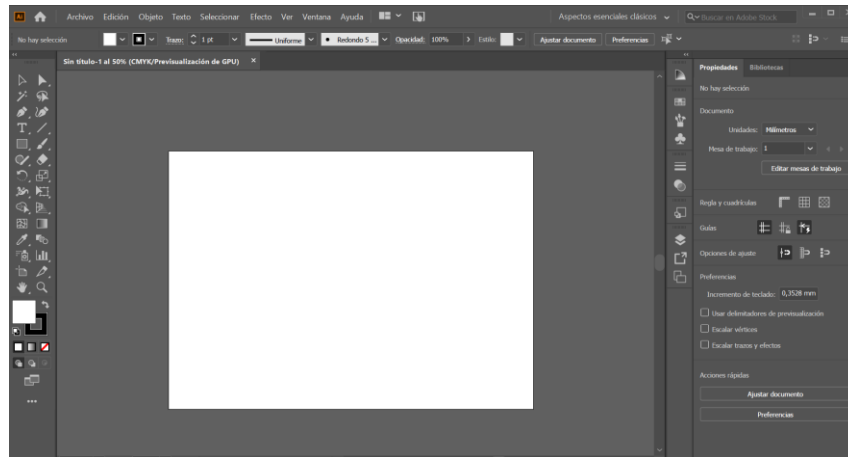 Ai Archivo Edición Objeto Texto Seleccionar Efecto Ver Ventana Ayuda Aspectos esenciales clásicos Buscar en Adobe Stock
No hay selección Trazo: 1 pt Uniforme Redondo 5 ... Opacidad: 100% Estilo: Ajustar documento Preferencias
Sin título-1 al 50% (CMYK/Previsualización de GPU) ×
Propiedades Bibliotecas
No hay selección
Documento
Unidades: Milímetros
Mesa de trabajo: 1
Editar mesas de trabajo
Regla y cuadrículas
Guías
Opciones de ajuste
Preferencias
Incremento de teclado: 0,3528 mm
Usar delimitadores de previsualización
Escalar vértices
Escalar trazos y efectos
Acciones rápidas
Ajustar documento
Preferencias